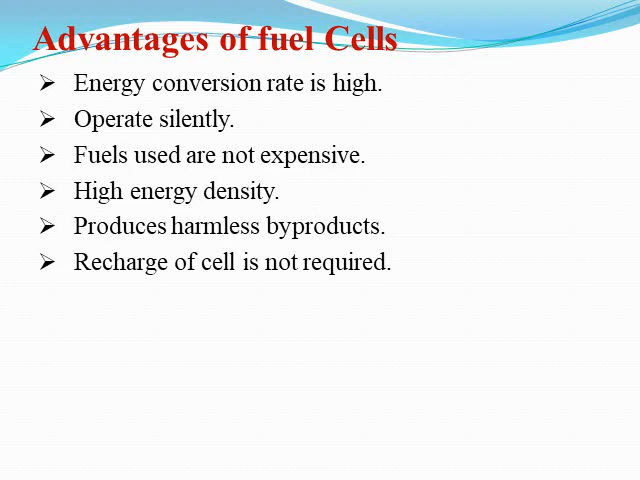 Advantages of fuel Cells
➢ Energy conversion rate is high.
➢ Operate silently.
➢ Fuels used are not expensive.
➢ High energy density.
➢ Produces harmless byproducts.
➢ Recharge of cell is not required.